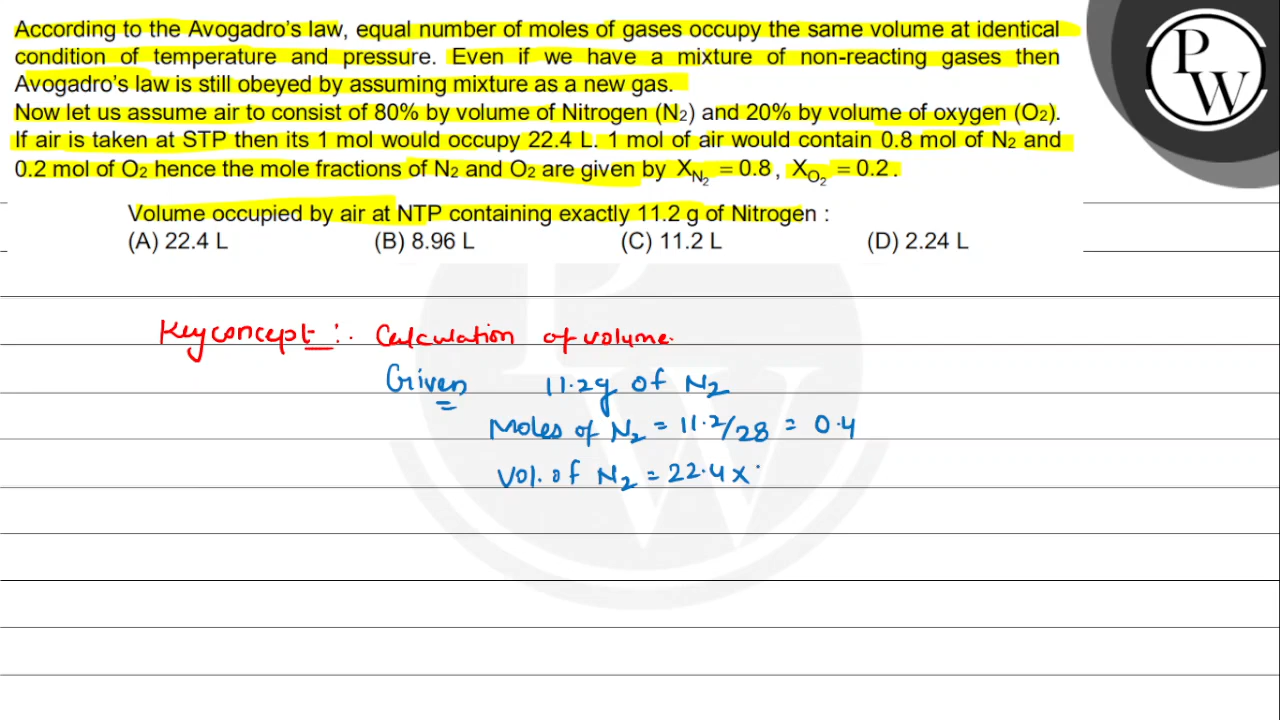 According to the Avogadro's law, equal number of moles of gases occupy the same volume at identical
condition of temperature and pressure. Even if we have a mixture of non-reacting gases then
Avogadro's law is still obeyed by assuming mixture as a new gas.
Now let us assume air to consist of 80% by volume of Nitrogen (N₂) and 20% by volume of oxygen (O₂).
If air is taken at STP then its 1 mol would occupy 22.4 L. 1 mol of air would contain 0.8 mol of N₂ and
0.2 mol of O₂ hence the mole fractions of N₂ and O₂ are given by X_N₂ = 0.8 , X_O₂ = 0.2 .
Volume occupied by air at NTP containing exactly 11.2 g of Nitrogen :
(A) 22.4 L (B) 8.96 L (C) 11.2 L (D) 2.24 L
Key concept :. Calculation of volume.
Given 11.2g of N₂
Moles of N₂ = 11.2/28 = 0.4
Vol. of N₂ = 22.4 x
PW
PW